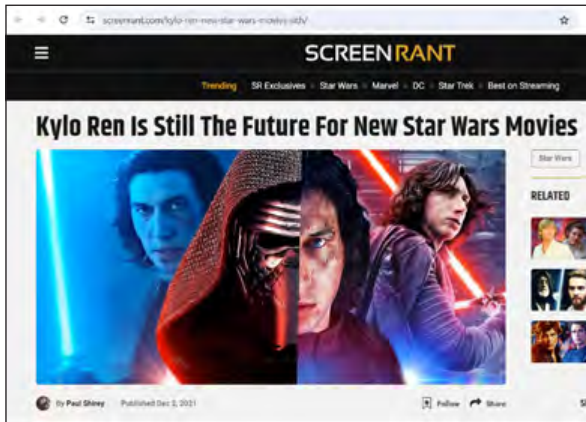 screenrant.com/kylo-ren-new-star-wars-movies-sith/
SCREENRANT
Trending SR Exclusives Star Wars Marvel DC Star Trek Best on Streaming
Kylo Ren Is Still The Future For New Star Wars Movies
Star Wars
RELATED
By Paul Shirey Published Dec 2, 2021 Follow Share